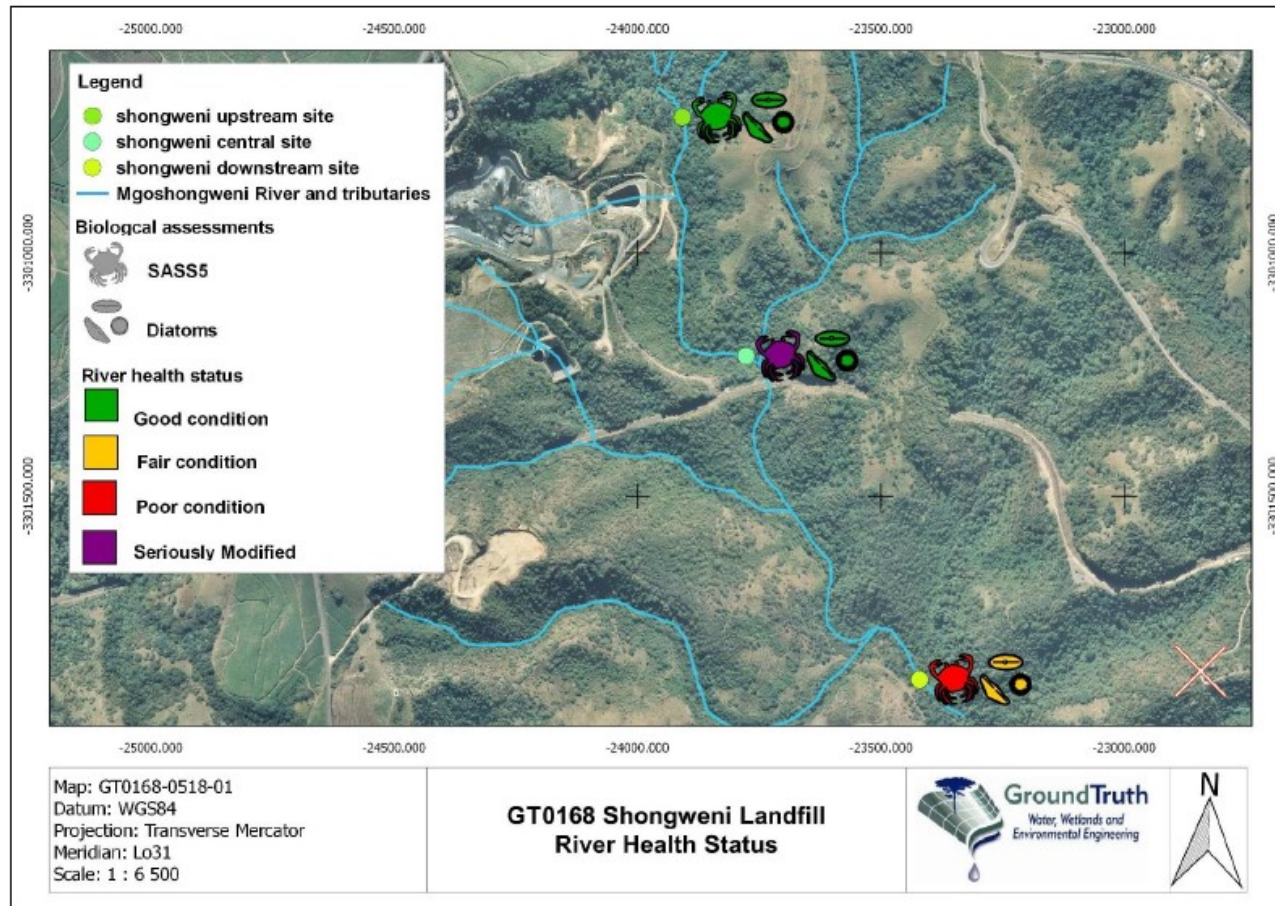 -25000.000 -24500.000 -24000.000 -23500.000 -23000.000
Legend
shongweni upstream site
shongweni central site
shongweni downstream site
Mgoshongweni River and tributaries
Biologcal assessments
SASS5
Diatoms
River health status
Good condition
Fair condition
Poor condition
Seriously Modified
-3301000.000
-3301500.000
-3301000.000
-3301500.000
-25000.000 -24500.000 -24000.000 -23500.000 -23000.000
Map: GT0168-0518-01
Datum: WGS84
Projection: Transverse Mercator
Meridian: Lo31
Scale: 1 : 6 500
GT0168 Shongweni Landfill
River Health Status
GroundTruth
Water, Wetlands and
Environmental Engineering
N